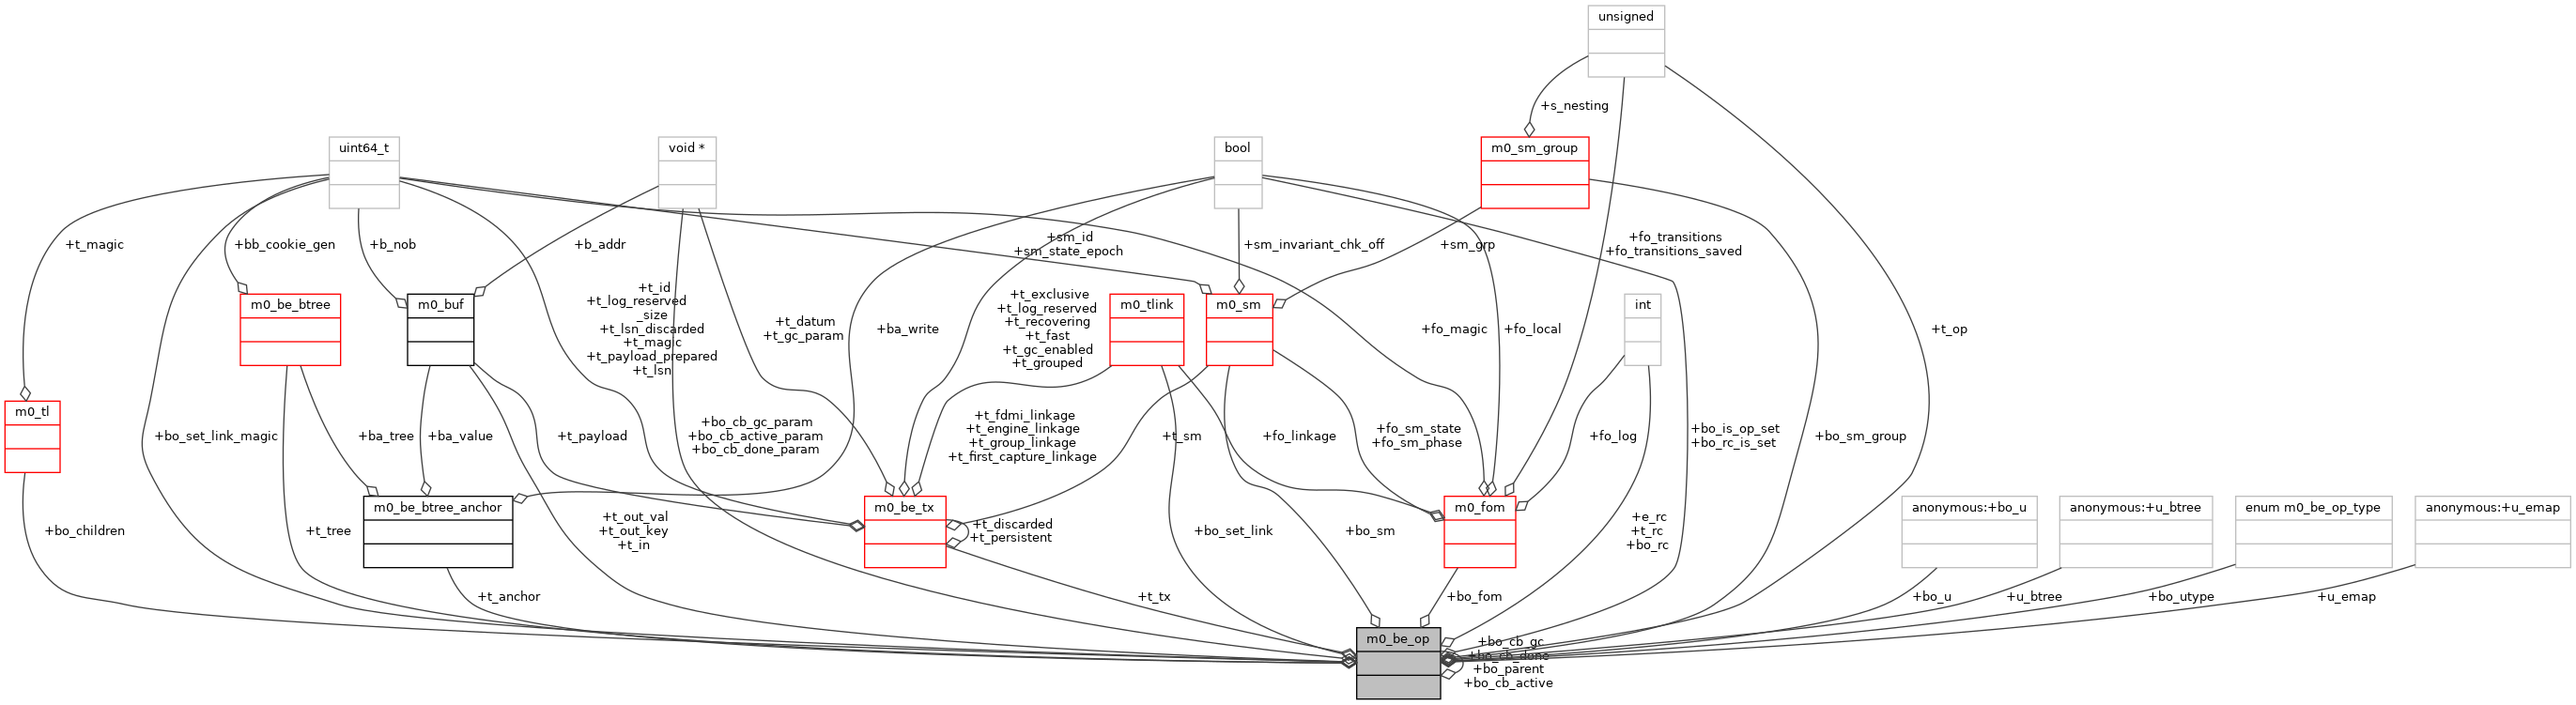 unsigned
+s_nesting
uint64_t
void *
bool
m0_sm_group
+t_magic
+bb_cookie_gen
+b_nob
+b_addr
+sm_id
+sm_state_epoch
+sm_invariant_chk_off
+sm_grp
+fo_transitions
+fo_transitions_saved
m0_be_btree
m0_buf
+t_id
+t_log_reserved
_size
+t_lsn_discarded
+t_magic
+t_payload_prepared
+t_lsn
+t_datum
+t_gc_param
+ba_write
+t_exclusive
+t_log_reserved
+t_recovering
+t_fast
+t_gc_enabled
+t_grouped
m0_tlink
m0_sm
+fo_magic
+fo_local
int
+t_op
m0_tl
+bo_set_link_magic
+ba_tree
+ba_value
+t_payload
+bo_cb_gc_param
+bo_cb_active_param
+bo_cb_done_param
+t_fdmi_linkage
+t_engine_linkage
+t_group_linkage
+t_first_capture_linkage
+t_sm
+fo_linkage
+fo_sm_state
+fo_sm_phase
+fo_log
+bo_is_op_set
+bo_rc_is_set
+bo_sm_group
+bo_children
+t_tree
m0_be_btree_anchor
+t_out_val
+t_out_key
+t_in
m0_be_tx
+t_discarded
+t_persistent
+bo_set_link
+bo_sm
m0_fom
+e_rc
+t_rc
+bo_rc
anonymous:+bo_u
anonymous:+u_btree
enum m0_be_op_type
anonymous:+u_emap
+t_anchor
+t_tx
+bo_fom
+bo_u
+u_btree
+bo_utype
+u_emap
m0_be_op
+bo_cb_gc
+bo_cb_done
+bo_parent
+bo_cb_active